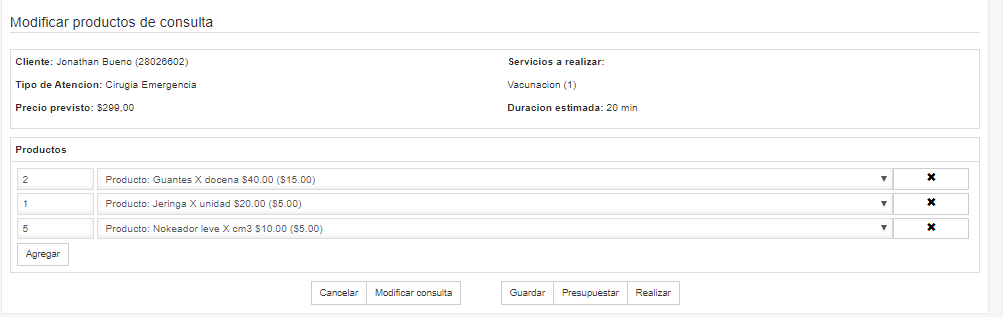 Modificar productos de consulta
Cliente: Jonathan Bueno (28026602)
Servicios a realizar:
Tipo de Atencion: Cirugia Emergencia
Vacunacion (1)
Precio previsto: $299,00
Duracion estimada: 20 min
Productos
2 Producto: Guantes X docena $40.00 ($15.00)
1 Producto: Jeringa X unidad $20.00 ($5.00)
5 Producto: Nokeador leve X cm3 $10.00 ($5.00)
Agregar
Cancelar Modificar consulta Guardar Presupuestar Realizar